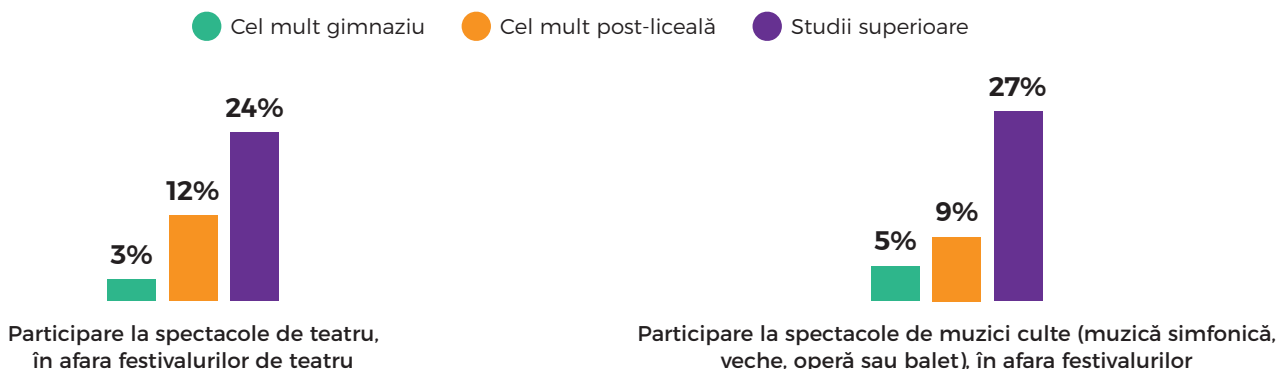 Cel mult gimnaziu
Cel mult post-liceală
Studii superioare
24%
12%
3%
Participare la spectacole de teatru,
în afara festivalurilor de teatru
27%
9%
5%
Participare la spectacole de muzici culte (muzică simfonică,
veche, operă sau balet), în afara festivalurilor